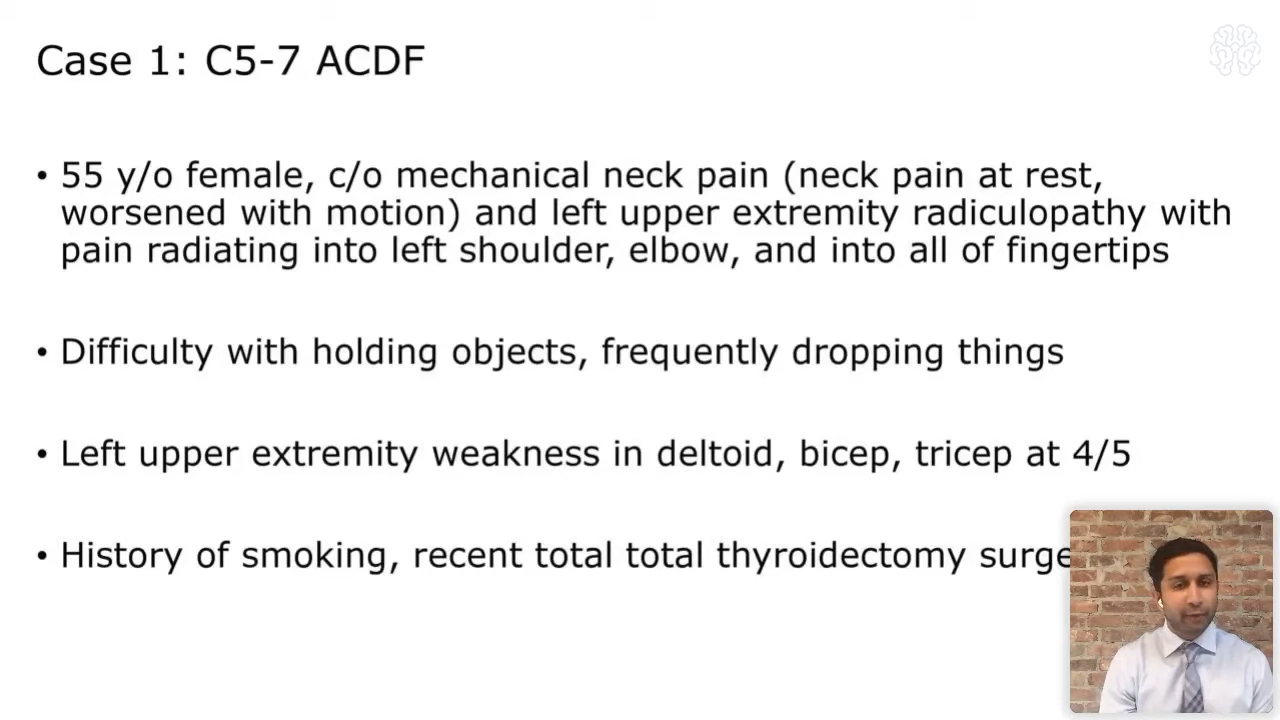 Case 1: C5-7 ACDF
• 55 y/o female, c/o mechanical neck pain (neck pain at rest,
worsened with motion) and left upper extremity radiculopathy with
pain radiating into left shoulder, elbow, and into all of fingertips
• Difficulty with holding objects, frequently dropping things
• Left upper extremity weakness in deltoid, bicep, tricep at 4/5
• History of smoking, recent total total thyroidectomy